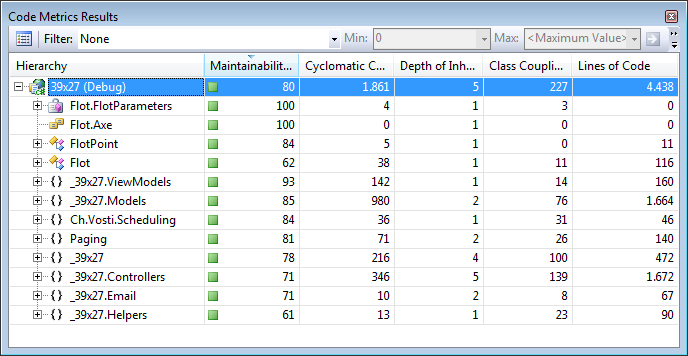 Code Metrics Results
Filter: None Min: 0 Max: <Maximum Value>
Hierarchy Maintainabilit... Cyclomatic C... Depth of Inh... Class Coupli... Lines of Code
39x27 (Debug) 80 1.861 5 227 4.438
Flot.FlotParameters 100 4 1 3 0
Flot.Axe 100 0 1 0 0
FlotPoint 84 5 1 0 11
Flot 62 38 1 11 116
{} _39x27.ViewModels 93 142 1 14 160
{} _39x27.Models 85 980 2 76 1.664
{} Ch.Vosti.Scheduling 84 36 1 31 46
{} Paging 81 71 2 26 140
{} _39x27 78 216 4 100 472
{} _39x27.Controllers 71 346 5 139 1.672
{} _39x27.Email 71 10 2 8 67
{} _39x27.Helpers 61 13 1 23 90